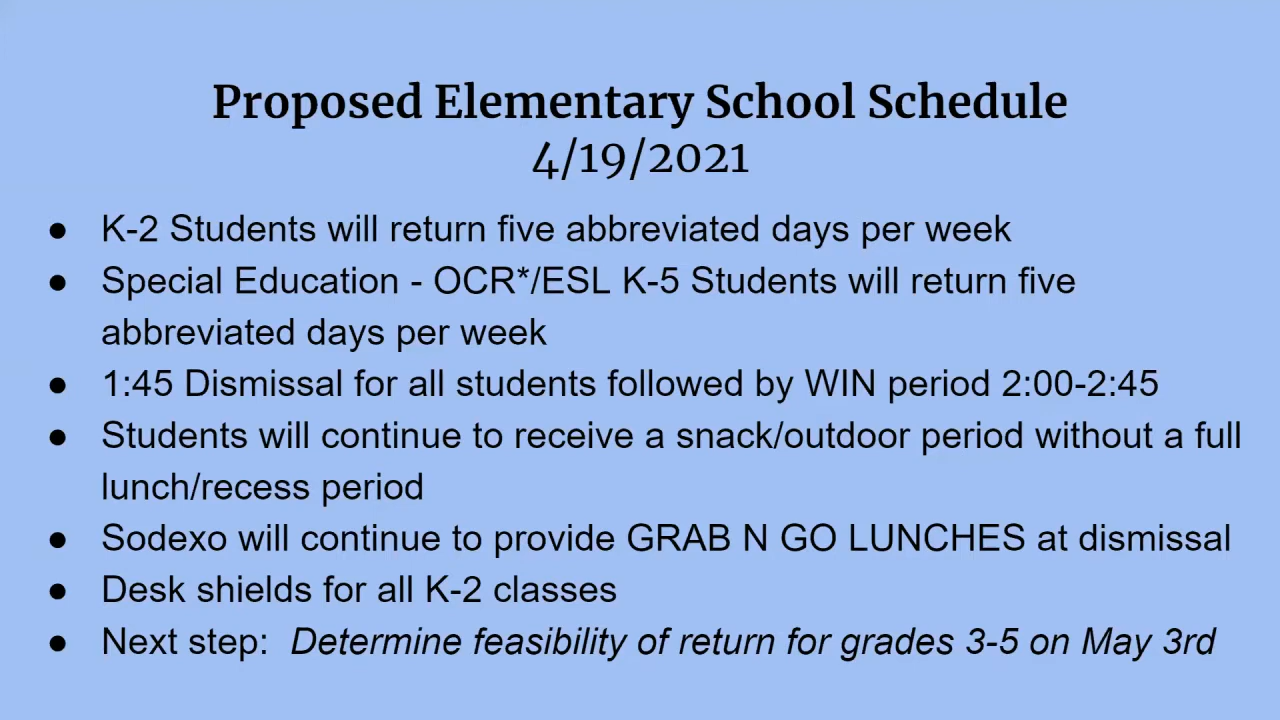 Proposed Elementary School Schedule
4/19/2021
● K-2 Students will return five abbreviated days per week
● Special Education - OCR*/ESL K-5 Students will return five
abbreviated days per week
● 1:45 Dismissal for all students followed by WIN period 2:00-2:45
● Students will continue to receive a snack/outdoor period without a full
lunch/recess period
● Sodexo will continue to provide GRAB N GO LUNCHES at dismissal
● Desk shields for all K-2 classes
● Next step: Determine feasibility of return for grades 3-5 on May 3rd